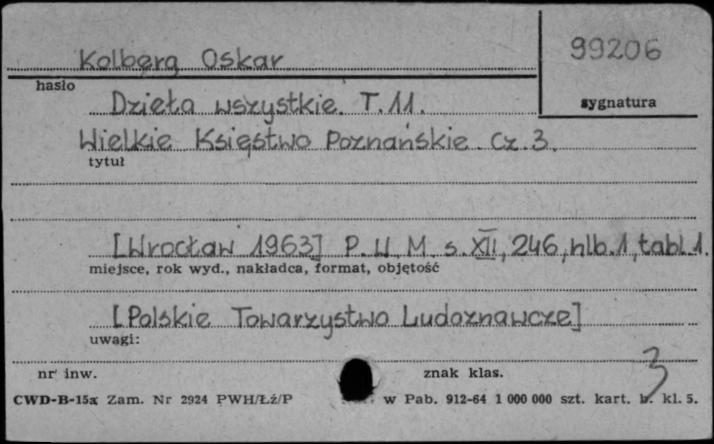 Kolberg Oskar
99206
hasło
sygnatura
Dzieła wszystkie. T. 11.
Wielkie Księstwo Poznańskie. Cz. 3.
tytuł
[Wrocław 1963] P. W. M. s. XII, 246, nlb. 1, tabl. 1.
miejsce, rok wyd., nakładca, format, objętość
[Polskie Towarzystwo Ludoznawcze]
uwagi:
nr inw.
znak klas.
3
CWD-B-15a Zam. Nr 2924 PWH/Łź/P
w Pab. 912-64 1 000 000 szt. kart. kl. 5.